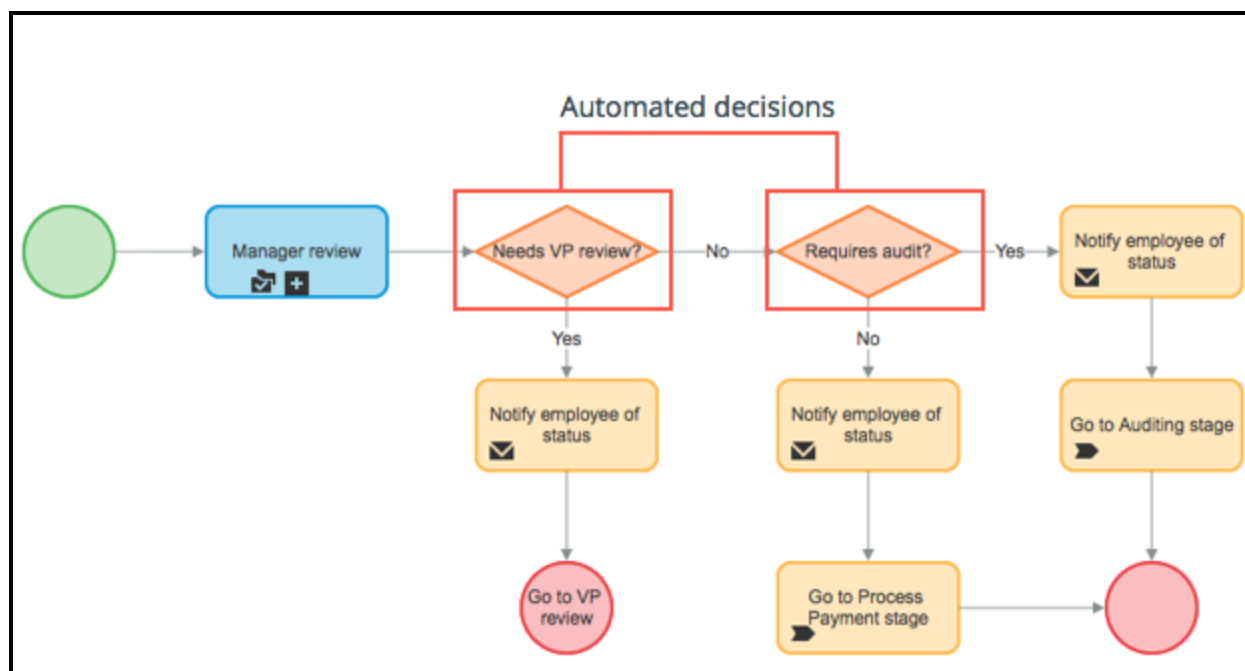 Automated decisions
Manager review
Needs VP review?
No
Requires audit?
Yes
Notify employee of
status
Yes
No
Notify employee of
status
Notify employee of
status
Go to Auditing stage
Go to VP
review
Go to Process
Payment stage